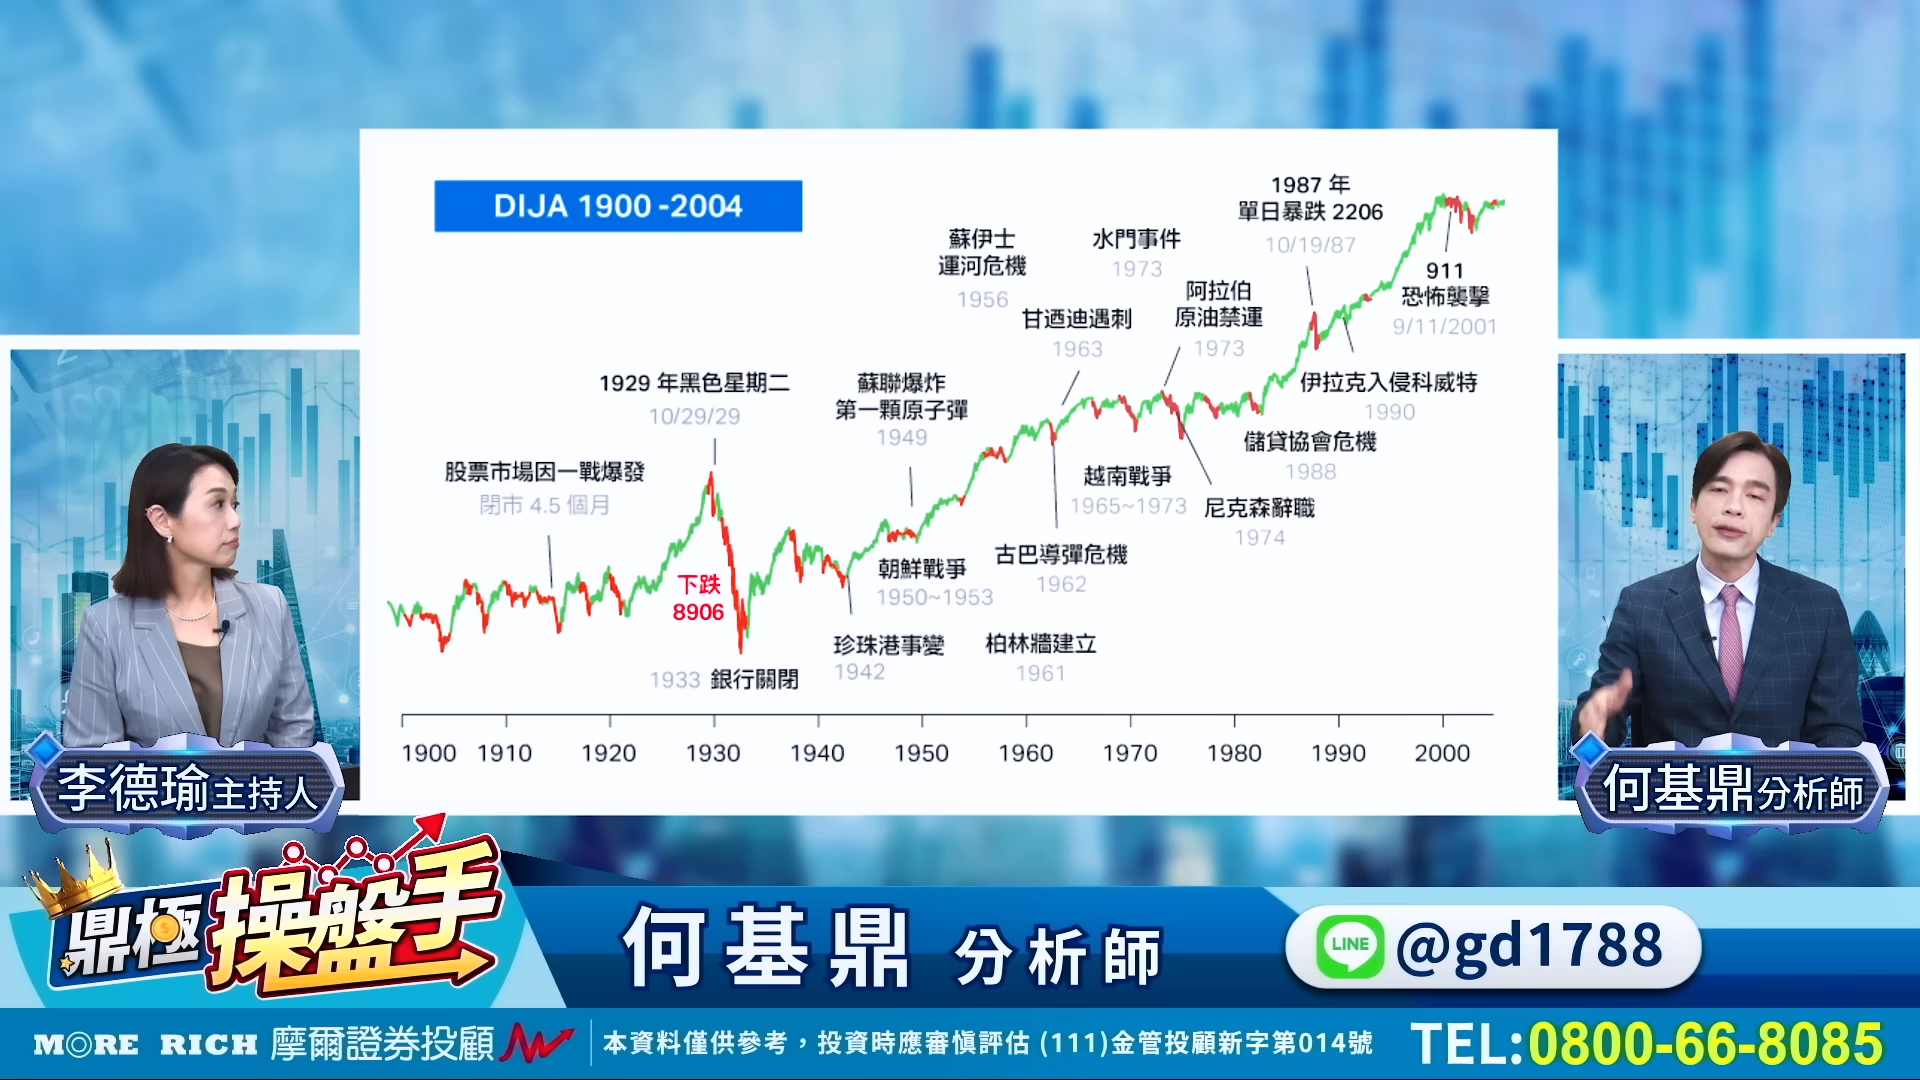 DIJA 1900 -2004
1987 年
單日暴跌 2206
10/19/87
蘇伊士
運河危機
1956
水門事件
1973
911
恐怖襲擊
9/11/2001
甘迺迪遇刺
1963
阿拉伯
原油禁運
1973
1929 年黑色星期二
10/29/29
蘇聯爆炸
第一顆原子彈
1949
伊拉克入侵科威特
1990
儲貸協會危機
1988
股票市場因一戰爆發
閉市 4.5 個月
越南戰爭
1965~1973
尼克森辭職
1974
下跌
8906
朝鮮戰爭
1950~1953
古巴導彈危機
1962
珍珠港事變
1942
柏林牆建立
1961
1933 銀行關閉
1900 1910 1920 1930 1940 1950 1960 1970 1980 1990 2000
李德瑜主持人
何基鼎分析師
鼎極操盤手
何基鼎 分析師
LINE @gd1788
MORE RICH 摩爾證券投顧
本資料僅供參考，投資時應審慎評估 (111)金管投顧新字第014號
TEL:0800-66-8085